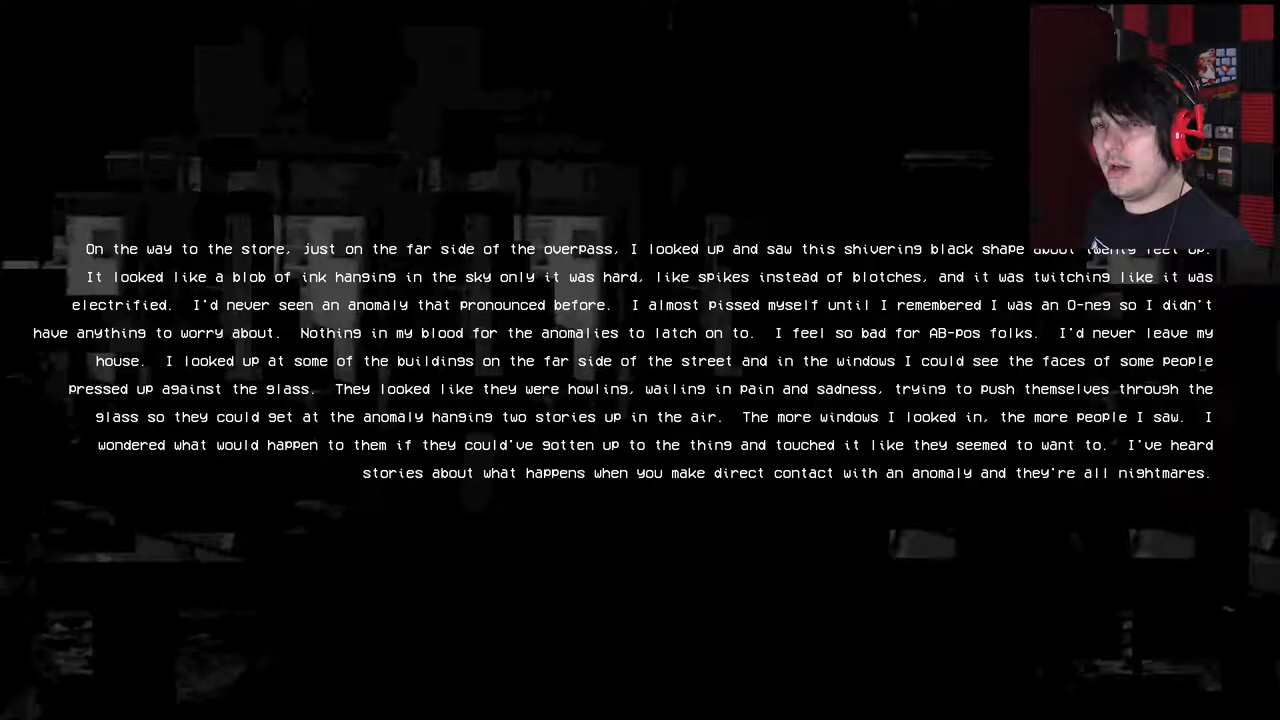 On the way to the store, just on the far side of the overpass, I looked up and saw this shivering black shape about twenty feet up.
It looked like a blob of ink hanging in the sky only it was hard, like spikes instead of blotches, and it was twitching like it was
electrified.  I'd never seen an anomaly that pronounced before.  I almost pissed myself until I remembered I was an O-neg so I didn't
have anything to worry about.  Nothing in my blood for the anomalies to latch on to.  I feel so bad for AB-pos folks.  I'd never leave my
house.  I looked up at some of the buildings on the far side of the street and in the windows I could see the faces of some people
pressed up against the glass.  They looked like they were howling, wailing in pain and sadness, trying to push themselves through the
glass so they could get at the anomaly hanging two stories up in the air.  The more windows I looked in, the more people I saw.  I
wondered what would happen to them if they could've gotten up to the thing and touched it like they seemed to want to.  I've heard
stories about what happens when you make direct contact with an anomaly and they're all nightmares.